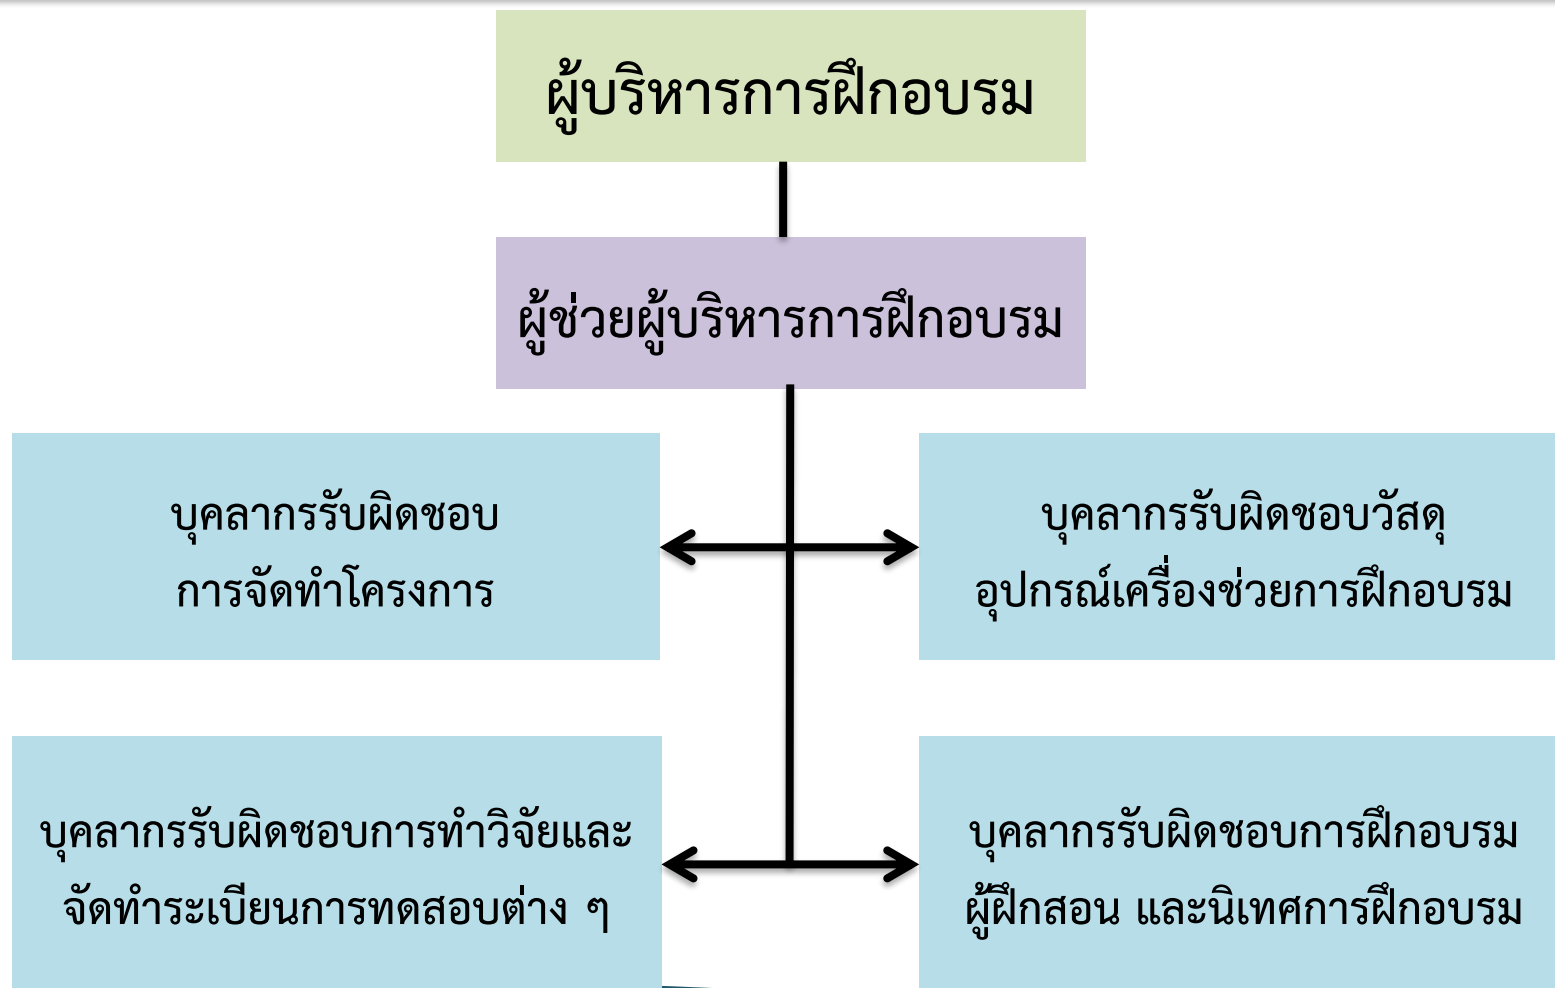 ผู้บริหารการฝึกอบรม
ผู้ช่วยผู้บริหารการฝึกอบรม
บุคลากรรับผิดชอบ
การจัดทำโครงการ
บุคลากรรับผิดชอบวัสดุ
อุปกรณ์เครื่องช่วยการฝึกอบรม
บุคลากรรับผิดชอบการทำวิจัยและ
จัดทำระเบียนการทดสอบต่าง ๆ
บุคลากรรับผิดชอบการฝึกอบรม
ผู้ฝึกสอน และนิเทศการฝึกอบรม